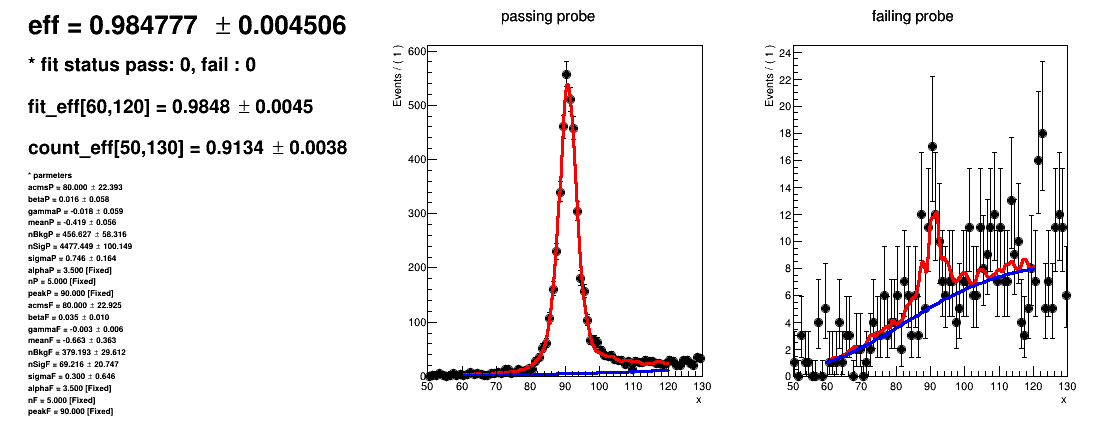 eff = 0.984777 ± 0.004506
* fit status pass: 0, fail : 0
fit_eff[60,120] = 0.9848 ± 0.0045
count_eff[50,130] = 0.9134 ± 0.0038
* parmeters
acmsP = 80.000 ± 22.393
betaP = 0.016 ± 0.058
gammaP = -0.018 ± 0.059
meanP = -0.419 ± 0.056
nBkgP = 456.627 ± 58.316
nSigP = 4477.449 ± 100.149
sigmaP = 0.746 ± 0.164
alphaP = 3.500 [Fixed]
nP = 5.000 [Fixed]
peakP = 90.000 [Fixed]
acmsF = 80.000 ± 22.925
betaF = 0.035 ± 0.010
gammaF = -0.003 ± 0.006
meanF = -0.663 ± 0.363
nBkgF = 379.193 ± 29.612
nSigF = 69.216 ± 20.747
sigmaF = 0.300 ± 0.646
alphaF = 3.500 [Fixed]
nF = 5.000 [Fixed]
peakF = 90.000 [Fixed]
passing probe
Events / ( 1 )
600
500
400
300
200
100
0
50 60 70 80 90 100 110 120 130
x
failing probe
Events / ( 1 )
24
22
20
18
16
14
12
10
8
6
4
2
0
50 60 70 80 90 100 110 120 130
x